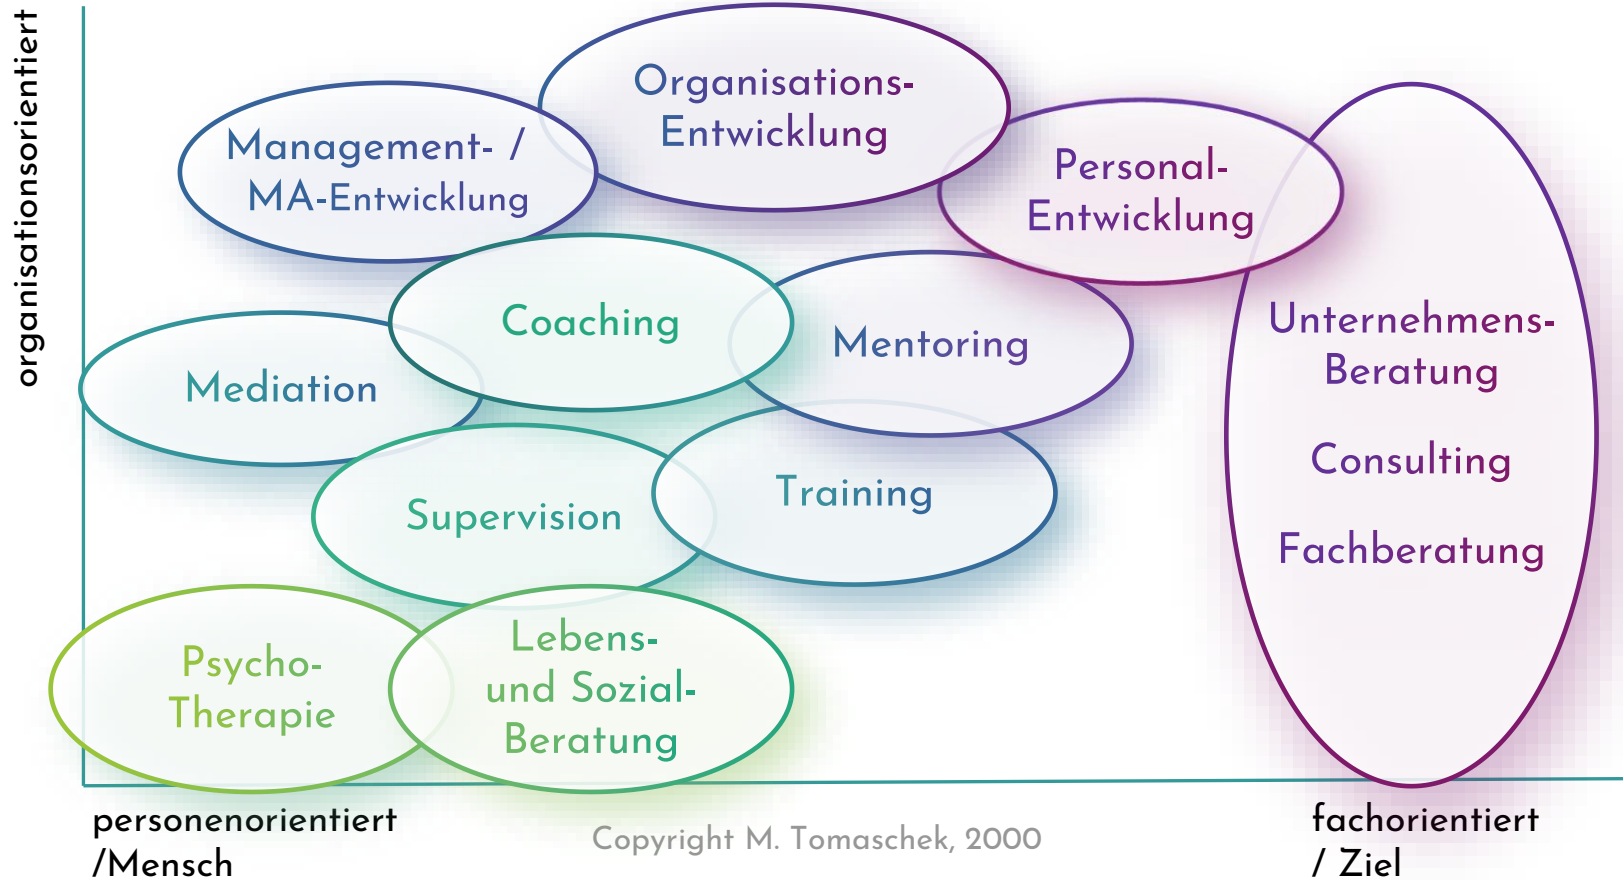 organisationsorientiert
Organisations-
Entwicklung
Management- /
MA-Entwicklung
Personal-
Entwicklung
Coaching
Mentoring
Unternehmens-
Beratung
Mediation
Consulting
Training
Supervision
Fachberatung
Psycho-
Therapie
Lebens-
und Sozial-
Beratung
personenorientiert
/Mensch
Copyright M. Tomaschek, 2000
fachorientiert
/ Ziel